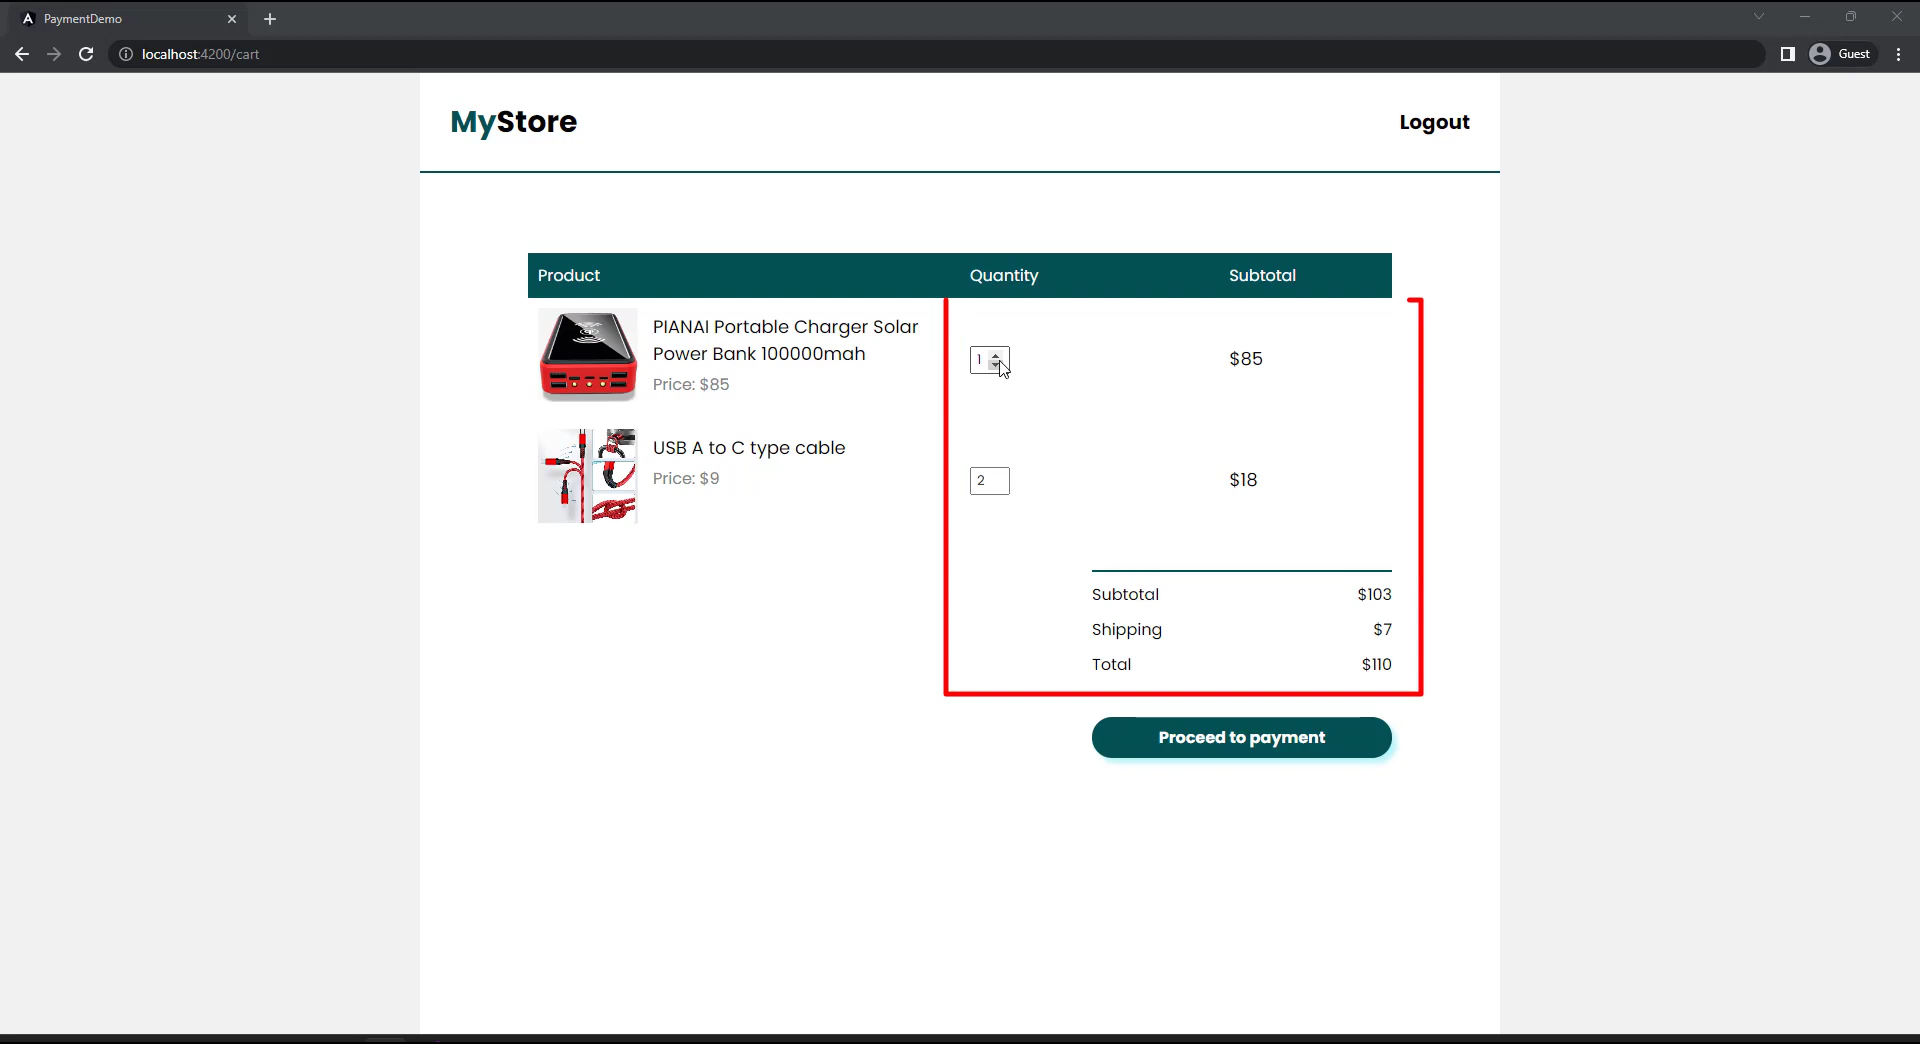 PaymentDemo
localhost:4200/cart
Guest
MyStore
Logout
Product Quantity Subtotal
PIANAI Portable Charger Solar
Power Bank 100000mah
Price: $85
1
$85
USB A to C type cable
Price: $9
2
$18
Subtotal $103
Shipping $7
Total $110
Proceed to payment